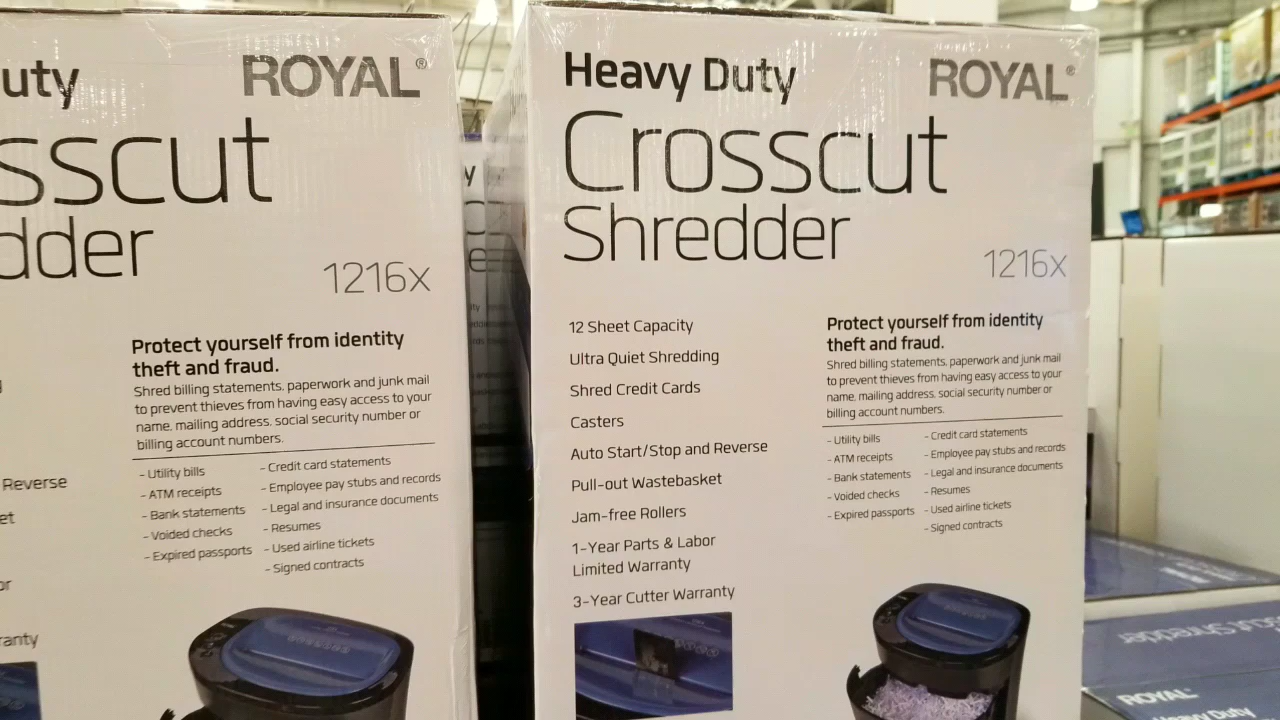 uty
ROYAL®
sscut
dder
1216x
Protect yourself from identity
theft and fraud.
Shred billing statements, paperwork and junk mail
to prevent thieves from having easy access to your
name, mailing address, social security number or
billing account numbers.
- Utility bills
- ATM receipts
- Bank statements
- Voided checks
- Expired passports
- Credit card statements
- Employee pay stubs and records
- Legal and insurance documents
- Resumes
- Used airline tickets
- Signed contracts
Reverse
et
or
ranty
Heavy Duty
ROYAL®
Crosscut
Shredder
1216x
12 Sheet Capacity
Ultra Quiet Shredding
Shred Credit Cards
Casters
Auto Start/Stop and Reverse
Pull-out Wastebasket
Jam-free Rollers
1-Year Parts & Labor
Limited Warranty
3-Year Cutter Warranty
Protect yourself from identity
theft and fraud.
Shred billing statements, paperwork and junk mail
to prevent thieves from having easy access to your
name, mailing address, social security number or
billing account numbers.
- Utility bills
- ATM receipts
- Bank statements
- Voided checks
- Expired passports
- Credit card statements
- Employee pay stubs and records
- Legal and insurance documents
- Resumes
- Used airline tickets
- Signed contracts
cut Shredder
ROYAL®
Heavy Duty